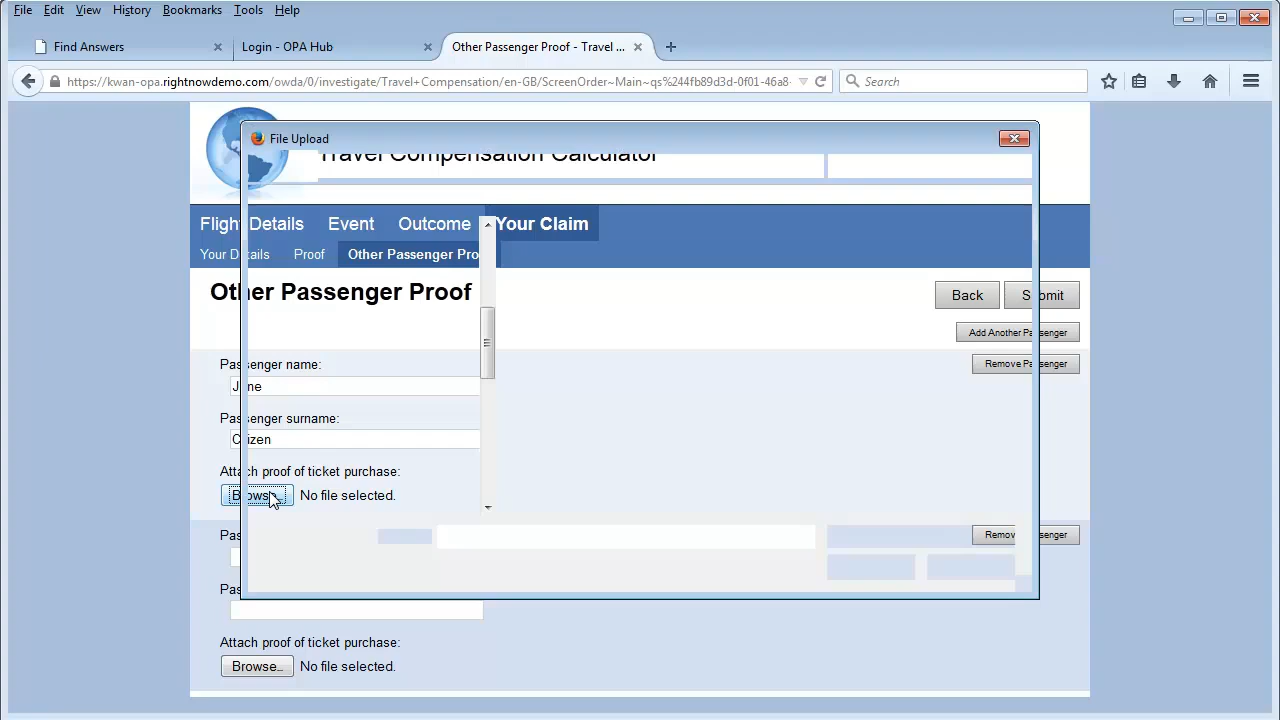 File Edit View History Bookmarks Tools Help
Find Answers
Login - OPA Hub
Other Passenger Proof - Travel ...
https://kwan-opa.rightnowdemo.com/owda/0/investigate/Travel+Compensation/en-GB/ScreenOrder~Main~qs%244fb89d3d-0f01-46a8-
Search
File Upload
Travel Compensation Calculator
Flight Details Event Outcome Your Claim
Your Details Proof Other Passenger Proo
Other Passenger Proof
Back Submit
Add Another Passenger
Passenger name:
Remove Passenger
Jane
Passenger surname:
Citizen
Attach proof of ticket purchase:
Browse... No file selected.
Pas
Remove Passenger
Pas
Attach proof of ticket purchase:
Browse... No file selected.